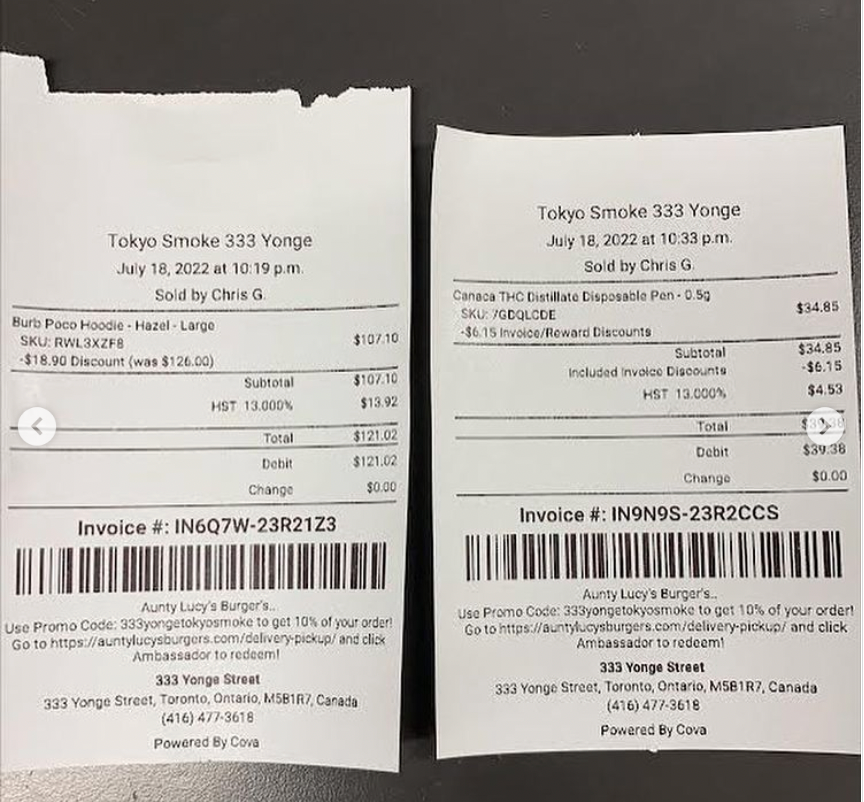 Tokyo Smoke 333 Yonge
July 18, 2022 at 10:19 p.m.
Sold by Chris G.
Burb Poco Hoodie - Hazel - Large
SKU: RWL3XZF8
$107.10
-$18.90 Discount (was $126.00)
Subtotal $107.10
HST 13.000% $13.92
Total $121.02
Debit $121.02
Change $0.00
Invoice #: IN6Q7W-23R21Z3
Aunty Lucy's Burger's..
Use Promo Code: 333yongetokyosmoke to get 10% of your order!
Go to https://auntylucysburgers.com/delivery-pickup/ and click
Ambassador to redeem!
333 Yonge Street
333 Yonge Street, Toronto, Ontario, M5B1R7, Canada
(416) 477-3618
Powered By Cova
Tokyo Smoke 333 Yonge
July 18, 2022 at 10:33 p.m.
Sold by Chris G.
Canaca THC Distillate Disposable Pen - 0.5g
SKU: 7GDQLCDE
$34.85
-$6.15 Invoice/Reward Discounts
Subtotal $34.85
Included Invoice Discounts -$6.15
HST 13.000% $4.53
Total $39.38
Debit $39.38
Change $0.00
Invoice #: IN9N9S-23R2CCS
Aunty Lucy's Burger's..
Use Promo Code: 333yongetokyosmoke to get 10% of your order!
Go to https://auntylucysburgers.com/delivery-pickup/ and click
Ambassador to redeem!
333 Yonge Street
333 Yonge Street, Toronto, Ontario, M5B1R7, Canada
(416) 477-3618
Powered By Cova